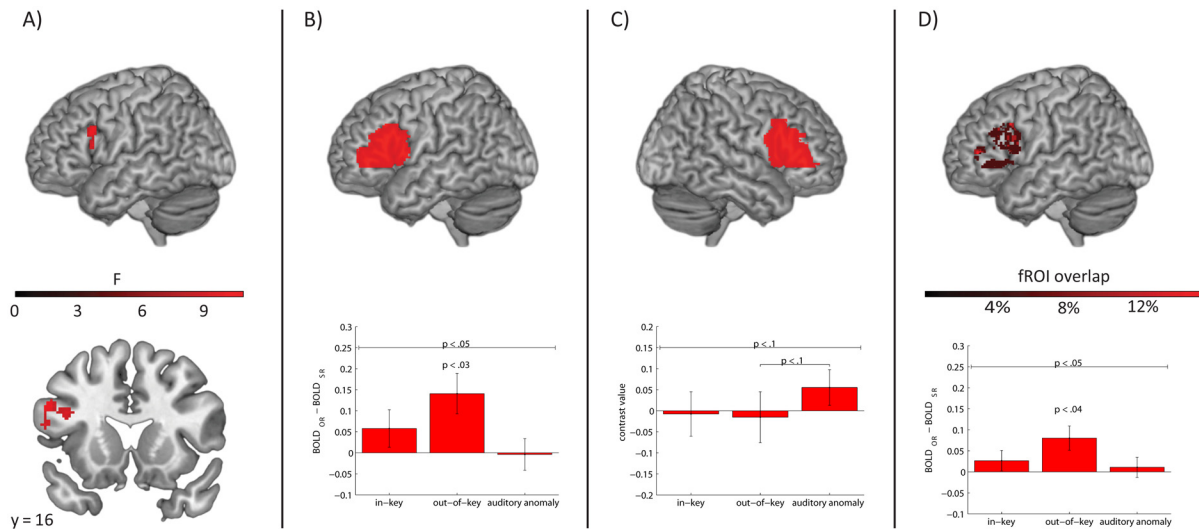 A)
F
0 3 6 9
y = 16
B)
0.3
0.25
0.2
0.15
0.1
0.05
0
−0.05
−0.1
BOLD OR − BOLD SR
p < .05
p < .03
in−key out−of−key auditory anomaly
C)
0.2
0.15
0.1
0.05
0
−0.05
−0.1
−0.15
−0.2
contrast value
p < .1
p < .1
in−key out−of−key auditory anomaly
D)
fROI overlap
4% 8% 12%
0.3
0.25
0.2
0.15
0.1
0.05
0
−0.05
−0.1
BOLD OR − BOLD SR
p < .05
p < .04
in−key out−of−key auditory anomaly